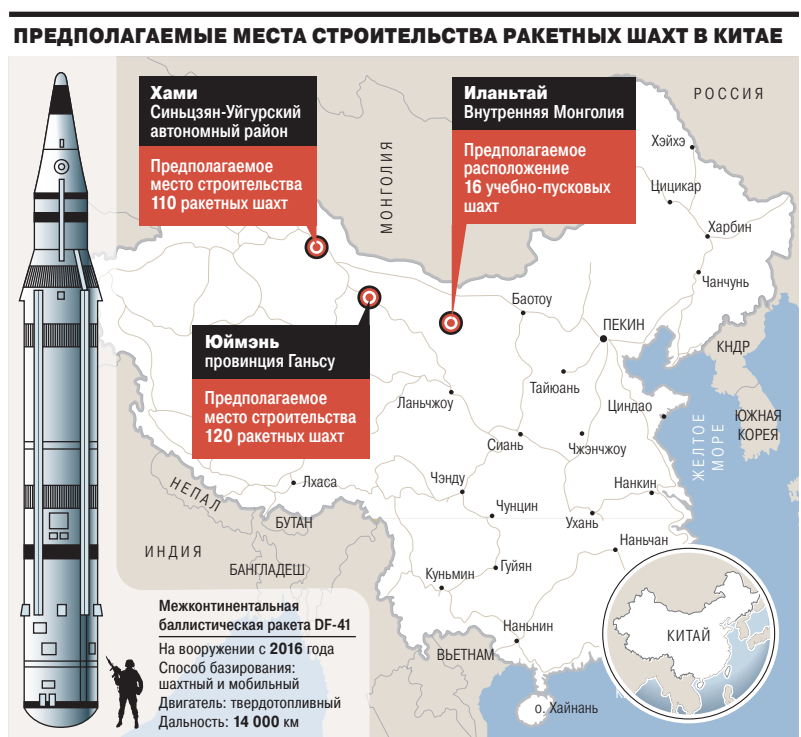 ПРЕДПОЛАГАЕМЫЕ МЕСТА СТРОИТЕЛЬСТВА РАКЕТНЫХ ШАХТ В КИТАЕ
Хами
Синьцзян-Уйгурский
автономный район
Предполагаемое
место строительства
110 ракетных шахт
Иланьтай
Внутренняя Монголия
Предполагаемое
расположение
16 учебно-пусковых
шахт
Юймэнь
провинция Ганьсу
Предполагаемое
место строительства
120 ракетных шахт
РОССИЯ
МОНГОЛИЯ
Хэйхэ
Цицикар
Харбин
Чанчунь
Баотоу
ПЕКИН
КНДР
Тайюань
Ланьчжоу
Циндао
ЮЖНАЯ
КОРЕЯ
ЖЕЛТОЕ
МОРЕ
Сиань
Чжэнчжоу
Лхаса
Чэнду
Нанкин
НЕПАЛ
Чунцин
Ухань
БУТАН
Наньчан
ИНДИЯ
БАНГЛАДЕШ
Гуйян
Куньмин
Наньнин
ВЬЕТНАМ
о. Хайнань
КИТАЙ
Межконтинентальная
баллистическая ракета DF-41
На вооружении с 2016 года
Способ базирования:
шахтный и мобильный
Двигатель: твердотопливный
Дальность: 14 000 км